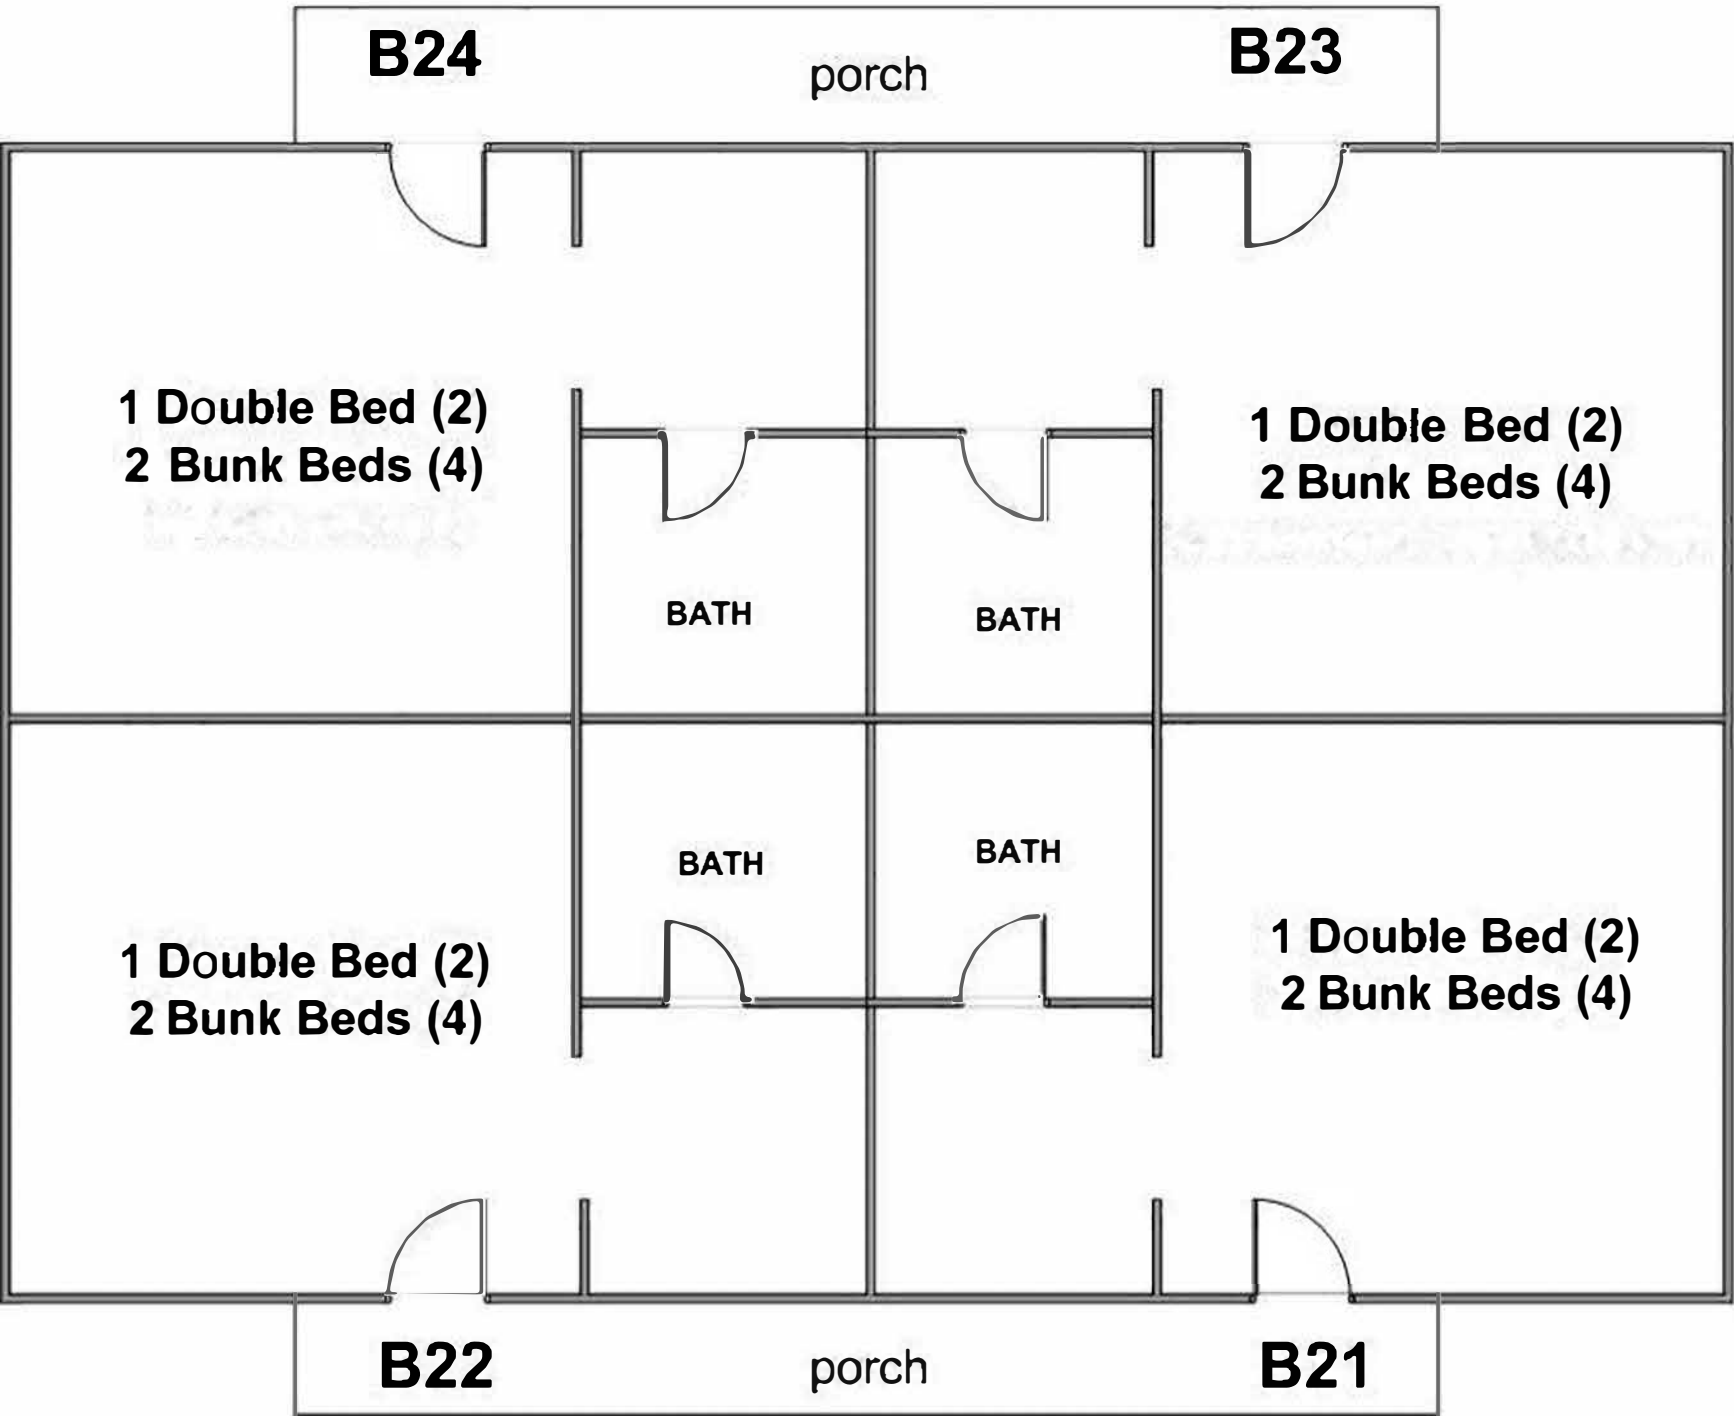 B24
porch
B23
1 Double Bed (2)
2 Bunk Beds (4)
1 Double Bed (2)
2 Bunk Beds (4)
BATH
BATH
BATH
BATH
1 Double Bed (2)
2 Bunk Beds (4)
1 Double Bed (2)
2 Bunk Beds (4)
B22
porch
B21